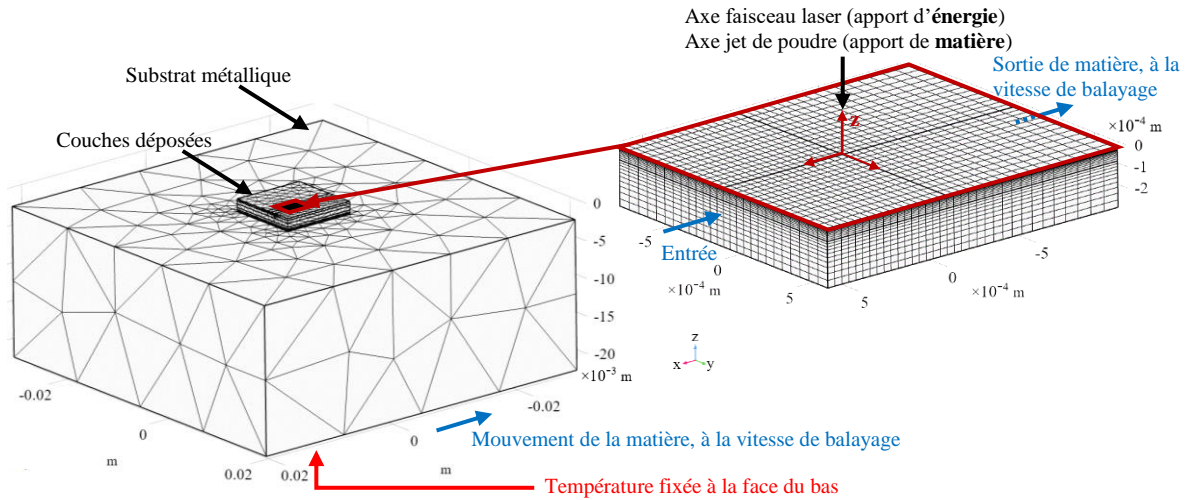 Axe faisceau laser (apport d’énergie)
Axe jet de poudre (apport de matière)
Substrat métallique
Couches déposées
Sortie de matière, à la
vitesse de balayage
z
×10⁻⁴ m
0
-1
-2
Entrée
-5
0
×10⁻⁴ m
5
5
0
×10⁻⁴ m
-5
0
-5
-10
-15
-20
×10⁻³ m
z
x
y
-0.02
0
m
0.02
0.02
0
m
-0.02
Mouvement de la matière, à la vitesse de balayage
Température fixée à la face du bas